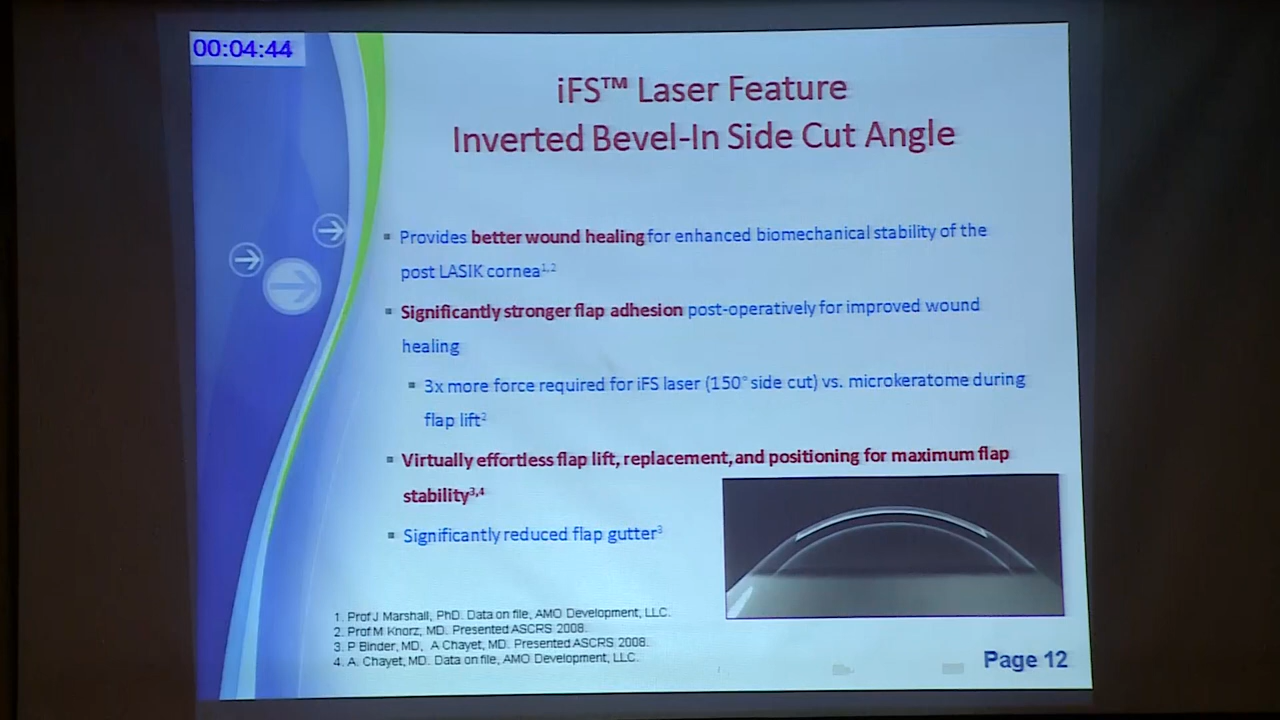 00:04:44
iFS™ Laser Feature
Inverted Bevel-In Side Cut Angle
▪ Provides better wound healing for enhanced biomechanical stability of the
post LASIK cornea1,2
▪ Significantly stronger flap adhesion post-operatively for improved wound
healing
▪ 3x more force required for iFS laser (150° side cut) vs. microkeratome during
flap lift2
▪ Virtually effortless flap lift, replacement, and positioning for maximum flap
stability3,4
▪ Significantly reduced flap gutter3
1. Prof J Marshall, PhD. Data on file, AMO Development, LLC.
2. Prof M Knorz, MD. Presented ASCRS 2008.
3. P Binder, MD, A Chayet, MD. Presented ASCRS 2008.
4. A. Chayet, MD. Data on file, AMO Development, LLC.
Page 12